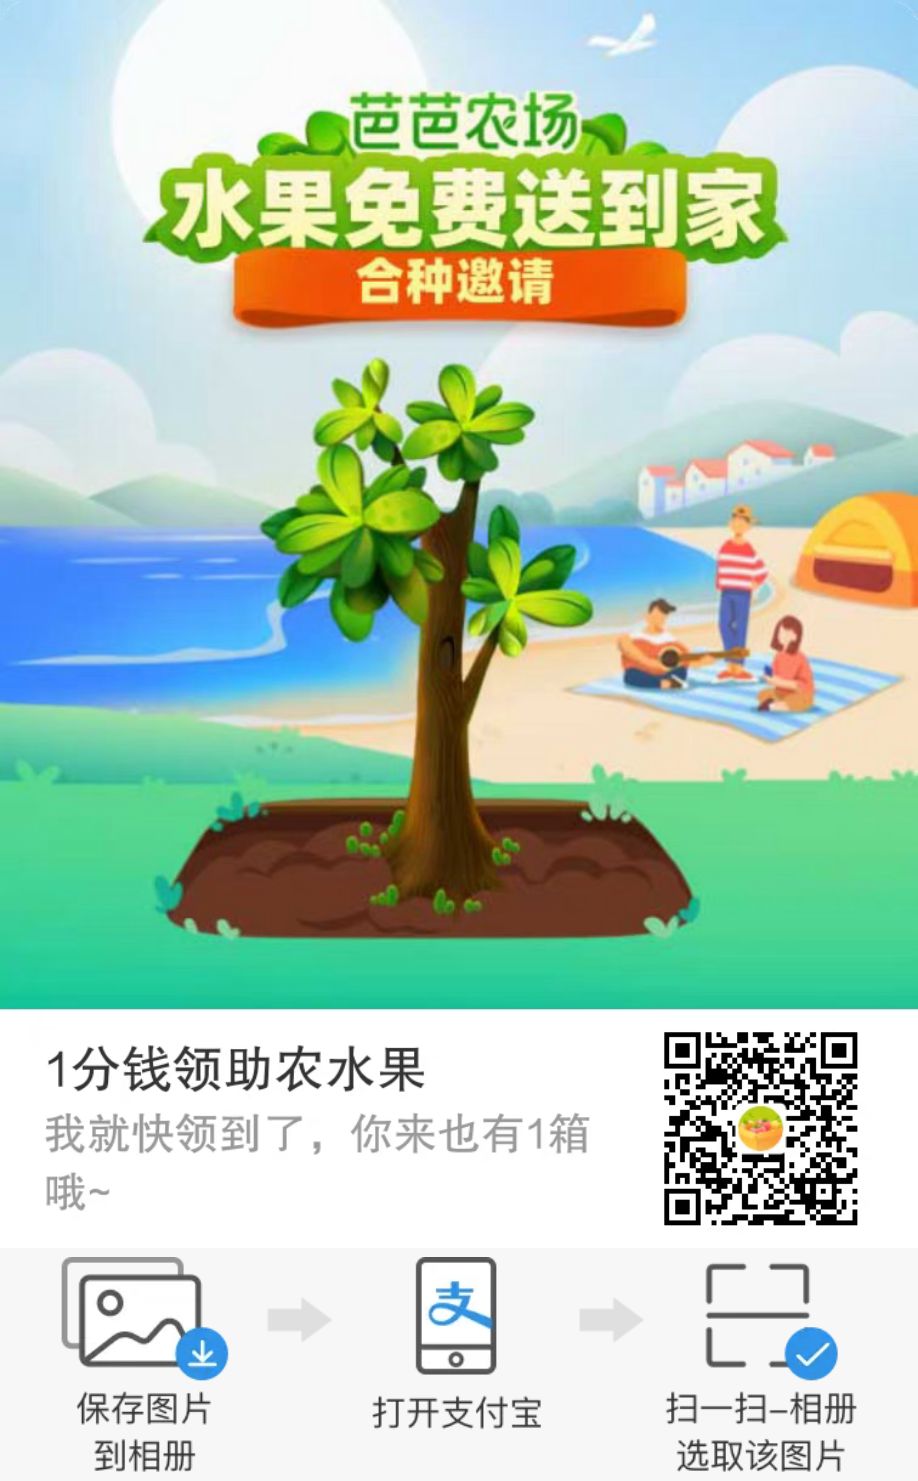 芭芭农场
水果免费送到家
合种邀请
1分钱领助农水果
我就快领到了，你来也有1箱
哦~
支
保存图片
到相册
打开支付宝
扫一扫–相册
选取该图片